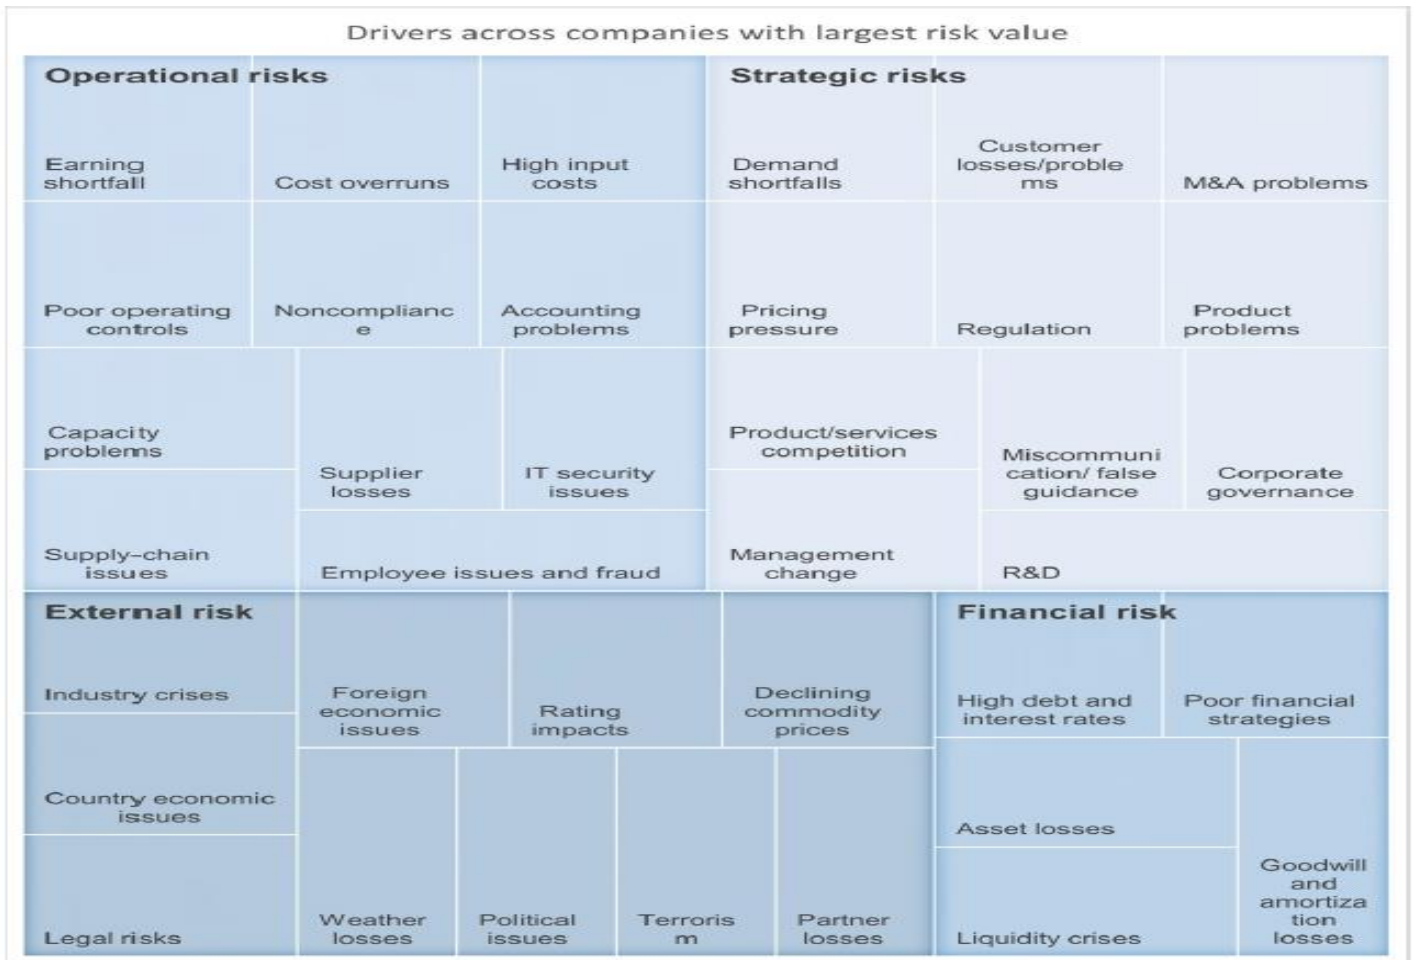 Drivers across companies with largest risk value
Operational risks
Earning
shortfall
Cost overruns
High input
costs
Poor operating
controls
Noncomplianc
e
Accounting
problems
Capacity
problems
Supplier
losses
IT security
issues
Supply-chain
issues
Employee issues and fraud
Strategic risks
Demand
shortfalls
Customer
losses/proble
ms
M&A problems
Pricing
pressure
Regulation
Product
problems
Product/services
competition
Miscommuni
cation/ false
guidance
Corporate
governance
Management
change
R&D
External risk
Industry crises
Foreign
economic
issues
Rating
impacts
Declining
commodity
prices
Country economic
issues
Legal risks
Weather
losses
Political
issues
Terroris
m
Partner
losses
Financial risk
High debt and
interest rates
Poor financial
strategies
Asset losses
Liquidity crises
Goodwill
and
amortiza
tion
losses